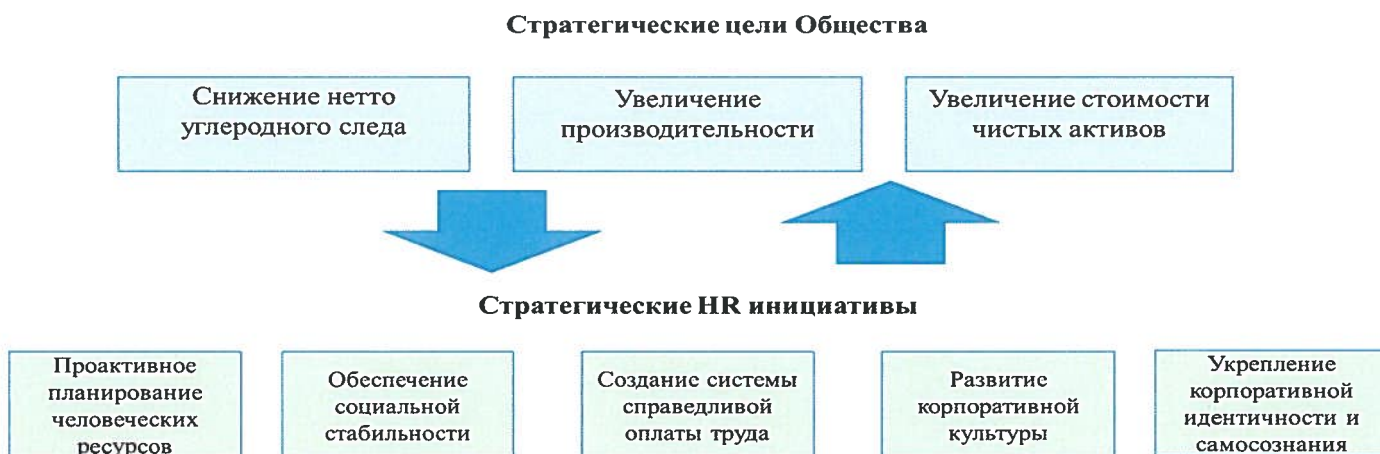 Стратегические цели Общества
Снижение нетто
углеродного следа
Увеличение
производительности
Увеличение стоимости
чистых активов
Стратегические HR инициативы
Проактивное
планирование
человеческих
ресурсов
Обеспечение
социальной
стабильности
Создание системы
справедливой
оплаты труда
Развитие
корпоративной
культуры
Укрепление
корпоративной
идентичности и
самосознания